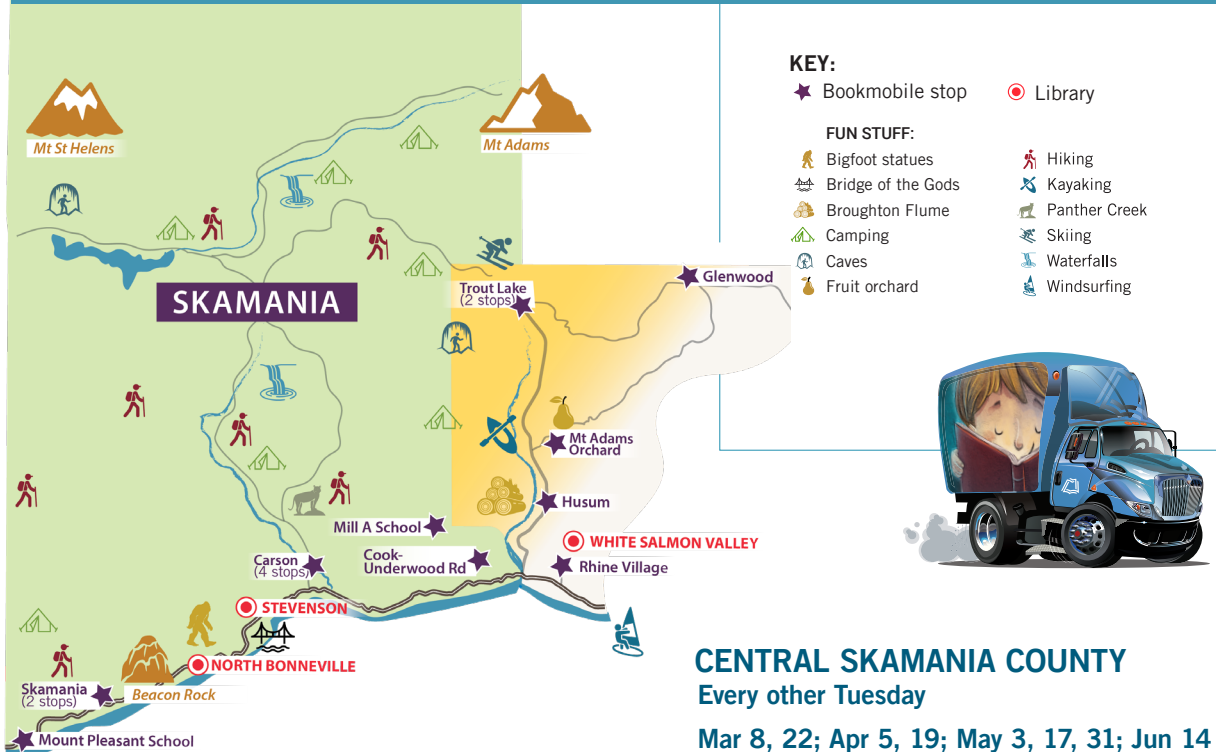 Mt St Helens
Mt Adams
SKAMANIA
Trout Lake
(2 stops)
Glenwood
Mt Adams
Orchard
Husum
Mill A School
Cook-
Underwood Rd
WHITE SALMON VALLEY
Rhine Village
Carson
(4 stops)
STEVENSON
NORTH BONNEVILLE
Beacon Rock
Skamania
(2 stops)
Mount Pleasant School
KEY:
Bookmobile stop
Library
FUN STUFF:
Bigfoot statues
Bridge of the Gods
Broughton Flume
Camping
Caves
Fruit orchard
Hiking
Kayaking
Panther Creek
Skiing
Waterfalls
Windsurfing
CENTRAL SKAMANIA COUNTY
Every other Tuesday
Mar 8, 22; Apr 5, 19; May 3, 17, 31; Jun 14